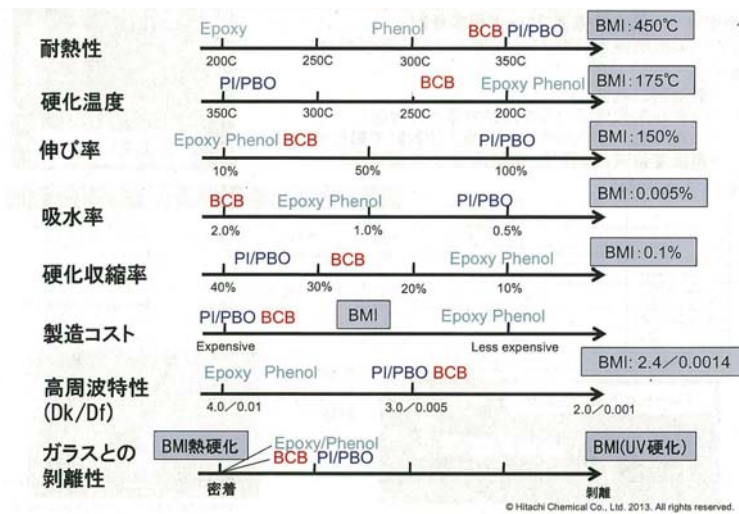 耐熱性
Epoxy Phenol BCB PI/PBO BMI:450℃
200C 250C 300C 350C
硬化温度
PI/PBO BCB Epoxy Phenol BMI:175℃
350C 300C 250C 200C
伸び率
Epoxy Phenol BCB PI/PBO BMI:150%
10% 50% 100%
吸水率
BCB Epoxy Phenol PI/PBO BMI:0.005%
2.0% 1.0% 0.5%
硬化収縮率
PI/PBO BCB Epoxy Phenol BMI:0.1%
40% 30% 20% 10%
製造コスト
PI/PBO BCB BMI Epoxy Phenol
Expensive Less expensive
高周波特性
(Dk/Df)
Epoxy Phenol PI/PBO BCB BMI: 2.4/0.0014
4.0/0.01 3.0/0.005 2.0/0.001
ガラスとの
剥離性
BMI熱硬化 Epoxy/Phenol BMI(UV硬化)
BCB PI/PBO
密着 剥離
© Hitachi Chemical Co., Ltd. 2013. All rights reserved.